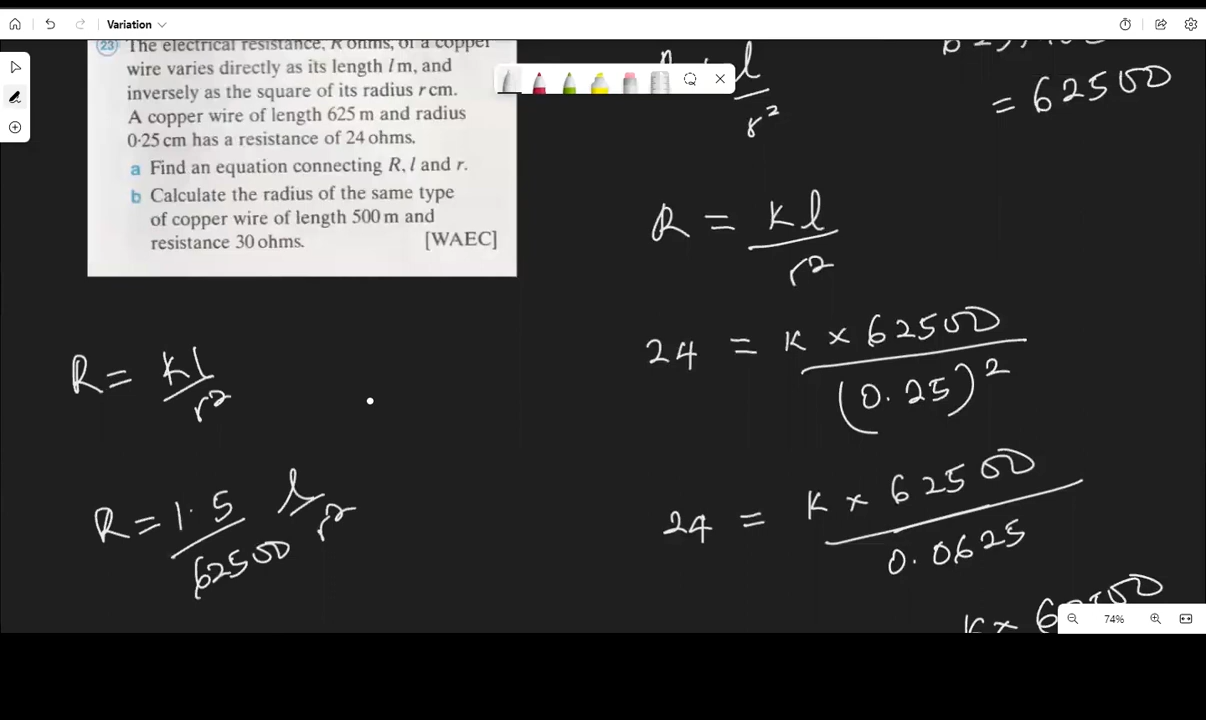 Variation
23 The electrical resistance, R ohms, of a copper
wire varies directly as its length l m, and
inversely as the square of its radius r cm.
A copper wire of length 625 m and radius
0·25 cm has a resistance of 24 ohms.
a Find an equation connecting R, l and r.
b Calculate the radius of the same type
of copper wire of length 500 m and
resistance 30 ohms. [WAEC]
R = kl/r²
R = 1.5/62500 l/r²
l/r²
= 62500
R = kl/r²
24 = k × 62500/(0.25)²
24 = k × 62500/0.0625
k ×
74%